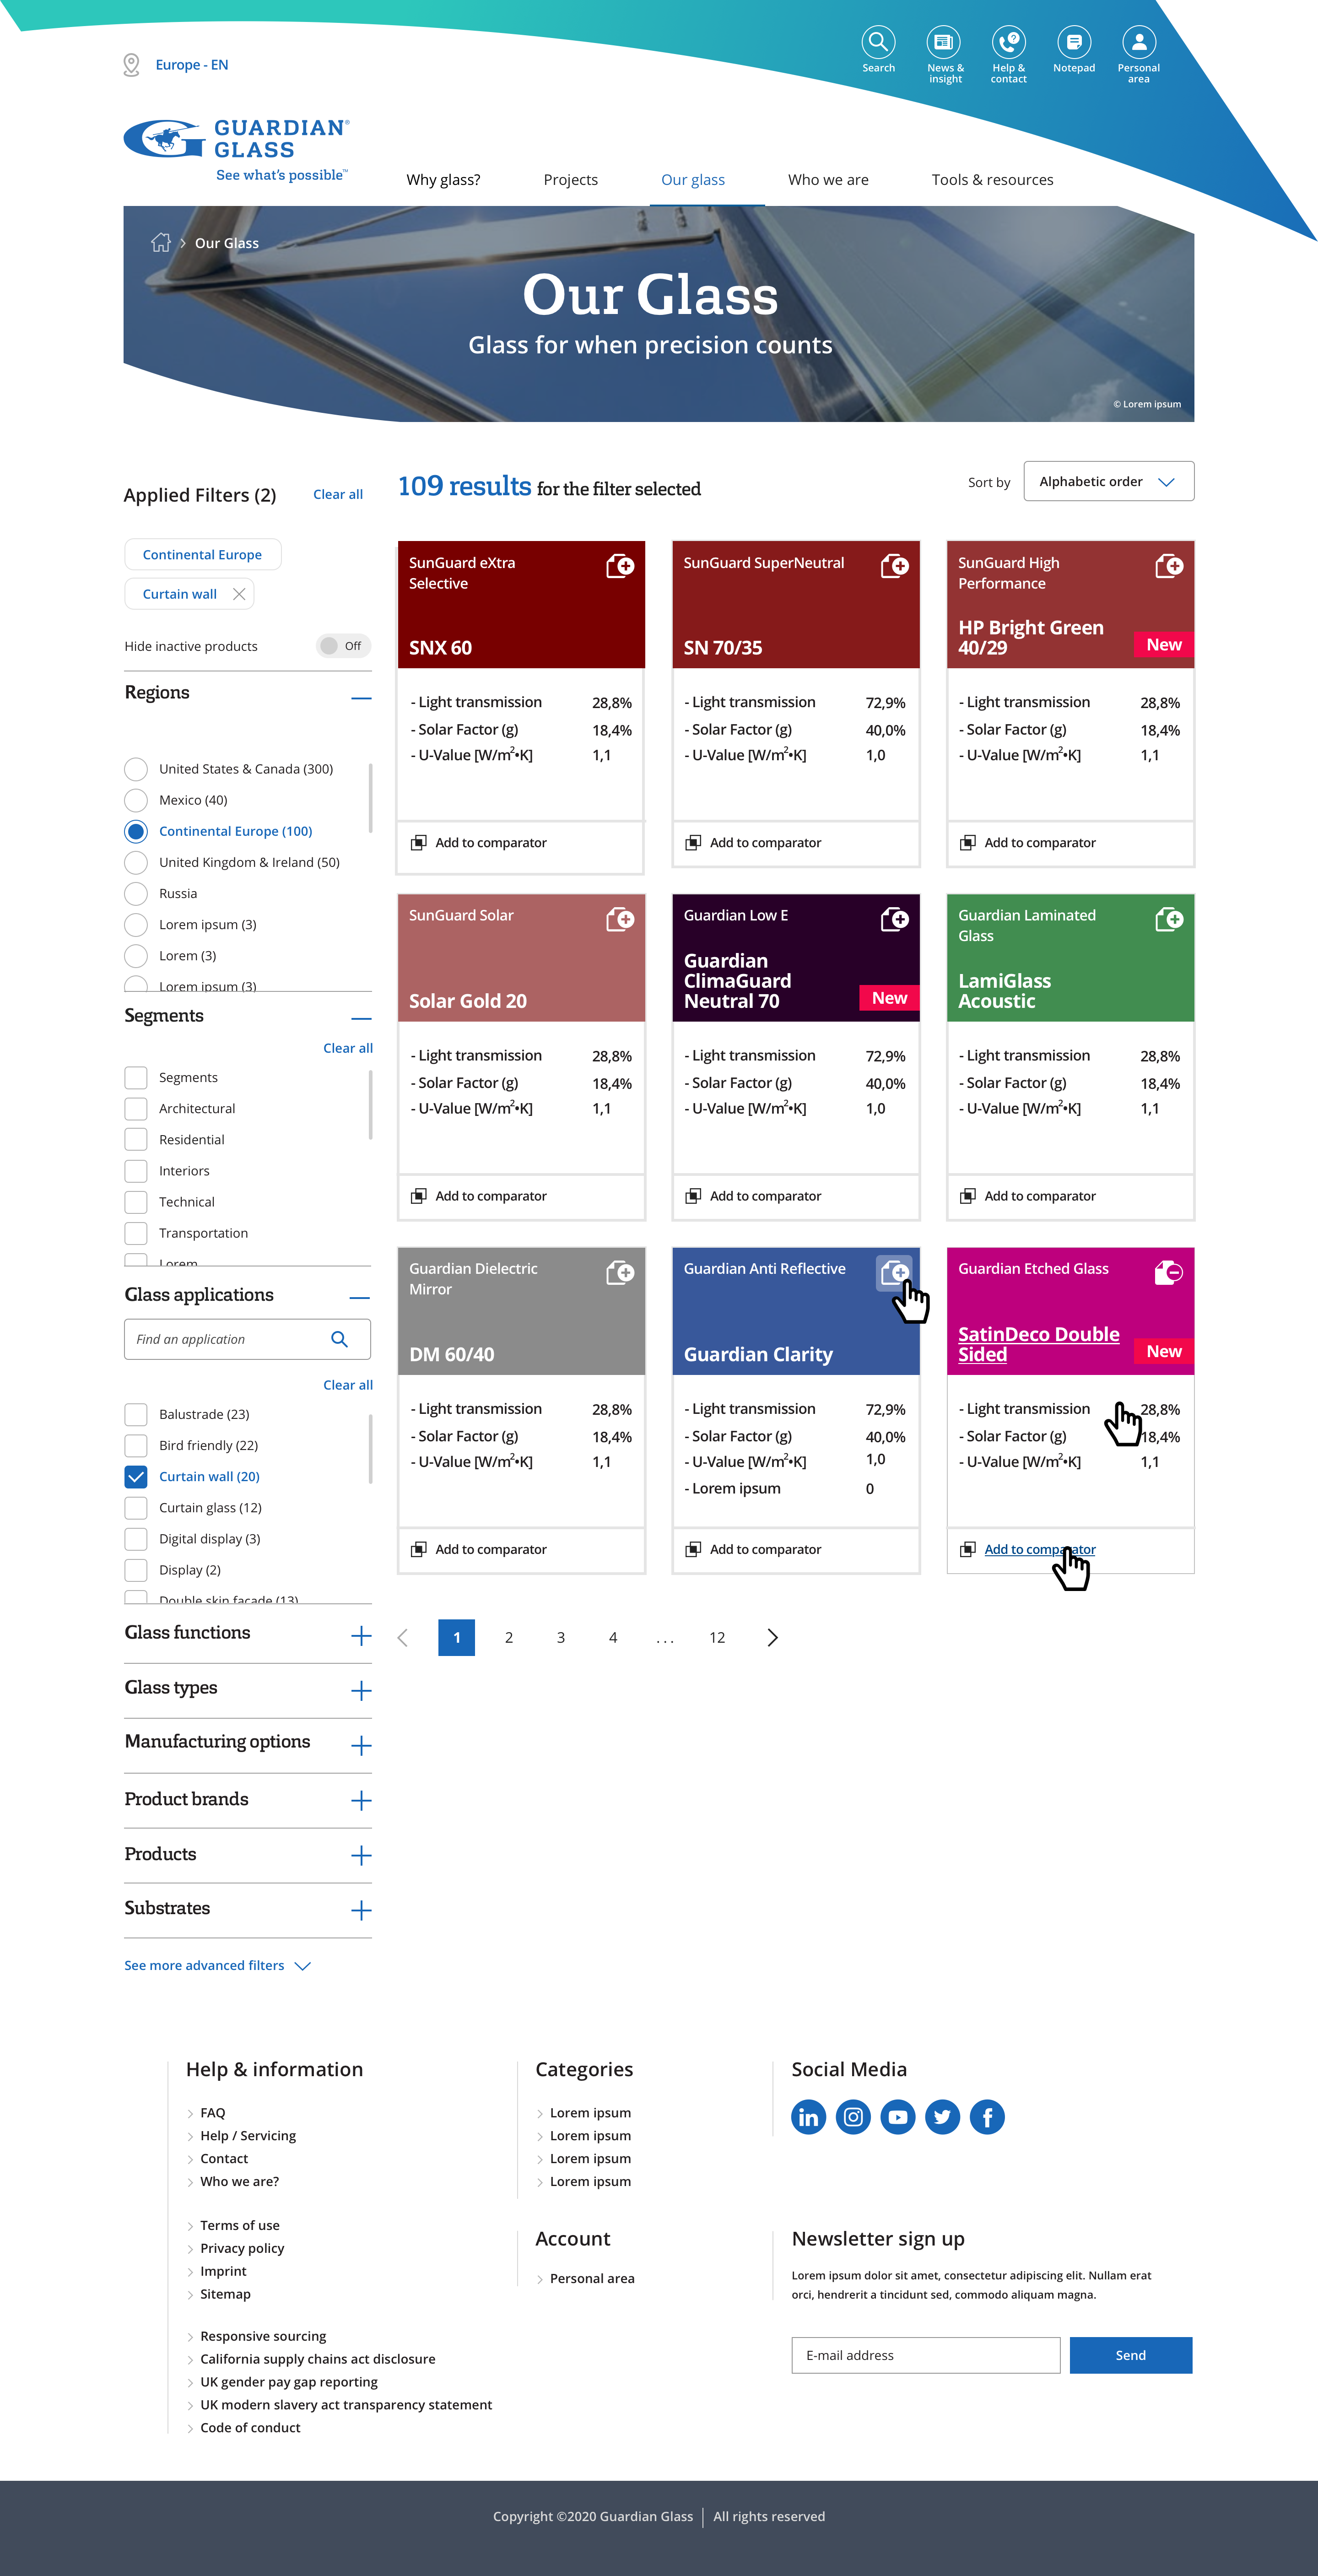 Europe - EN
Search
News &
insight
Help &
contact
Notepad
Personal
area
GUARDIAN®
GLASS
See what's possible™
Why glass?
Projects
Our glass
Who we are
Tools & resources
Our Glass
Our Glass
Glass for when precision counts
© Lorem ipsum
Applied Filters (2)
Clear all
Continental Europe
Curtain wall
Hide inactive products
Off
Regions
United States & Canada (300)
Mexico (40)
Continental Europe (100)
United Kingdom & Ireland (50)
Russia
Lorem ipsum (3)
Lorem (3)
Lorem ipsum (3)
Segments
Clear all
Segments
Architectural
Residential
Interiors
Technical
Transportation
Lorem
Glass applications
Find an application
Clear all
Balustrade (23)
Bird friendly (22)
Curtain wall (20)
Curtain glass (12)
Digital display (3)
Display (2)
Double skin facade (13)
Glass functions
Glass types
Manufacturing options
Product brands
Products
Substrates
See more advanced filters
109 results for the filter selected
Sort by
Alphabetic order
SunGuard eXtra
Selective
SNX 60
- Light transmission 28,8%
- Solar Factor (g) 18,4%
- U-Value [W/m²•K] 1,1
Add to comparator
SunGuard SuperNeutral
SN 70/35
- Light transmission 72,9%
- Solar Factor (g) 40,0%
- U-Value [W/m²•K] 1,0
Add to comparator
SunGuard High
Performance
HP Bright Green
40/29
New
- Light transmission 28,8%
- Solar Factor (g) 18,4%
- U-Value [W/m²•K] 1,1
Add to comparator
SunGuard Solar
Solar Gold 20
- Light transmission 28,8%
- Solar Factor (g) 18,4%
- U-Value [W/m²•K] 1,1
Add to comparator
Guardian Low E
Guardian
ClimaGuard
Neutral 70
New
- Light transmission 72,9%
- Solar Factor (g) 40,0%
- U-Value [W/m²•K] 1,0
Add to comparator
Guardian Laminated
Glass
LamiGlass
Acoustic
- Light transmission 28,8%
- Solar Factor (g) 18,4%
- U-Value [W/m²•K] 1,1
Add to comparator
Guardian Dielectric
Mirror
DM 60/40
- Light transmission 28,8%
- Solar Factor (g) 18,4%
- U-Value [W/m²•K] 1,1
Add to comparator
Guardian Anti Reflective
Guardian Clarity
- Light transmission 72,9%
- Solar Factor (g) 40,0%
- U-Value [W/m²•K] 1,0
- Lorem ipsum 0
Add to comparator
Guardian Etched Glass
SatinDeco Double
Sided
New
- Light transmission 28,8%
- Solar Factor (g) 18,4%
- U-Value [W/m²•K] 1,1
Add to comparator
1 2 3 4 ... 12
Help & information
FAQ
Help / Servicing
Contact
Who we are?
Terms of use
Privacy policy
Imprint
Sitemap
Responsive sourcing
California supply chains act disclosure
UK gender pay gap reporting
UK modern slavery act transparency statement
Code of conduct
Categories
Lorem ipsum
Lorem ipsum
Lorem ipsum
Lorem ipsum
Account
Personal area
Social Media
Newsletter sign up
Lorem ipsum dolor sit amet, consectetur adipiscing elit. Nullam erat
orci, hendrerit a tincidunt sed, commodo aliquam magna.
E-mail address
Send
Copyright ©2020 Guardian Glass | All rights reserved